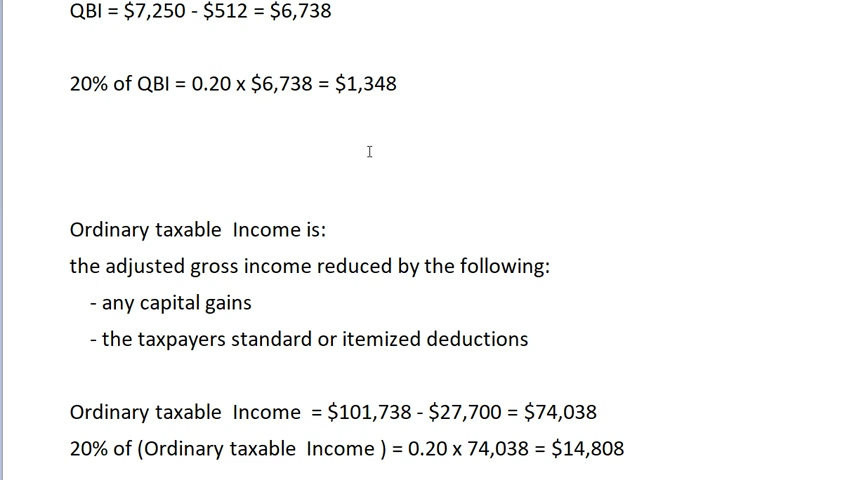 QBI = $7,250 - $512 = $6,738
20% of QBI = 0.20 x $6,738 = $1,348
Ordinary taxable  Income is:
the adjusted gross income reduced by the following:
- any capital gains
- the taxpayers standard or itemized deductions
Ordinary taxable  Income  = $101,738 - $27,700 = $74,038
20% of (Ordinary taxable  Income ) = 0.20 x 74,038 = $14,808